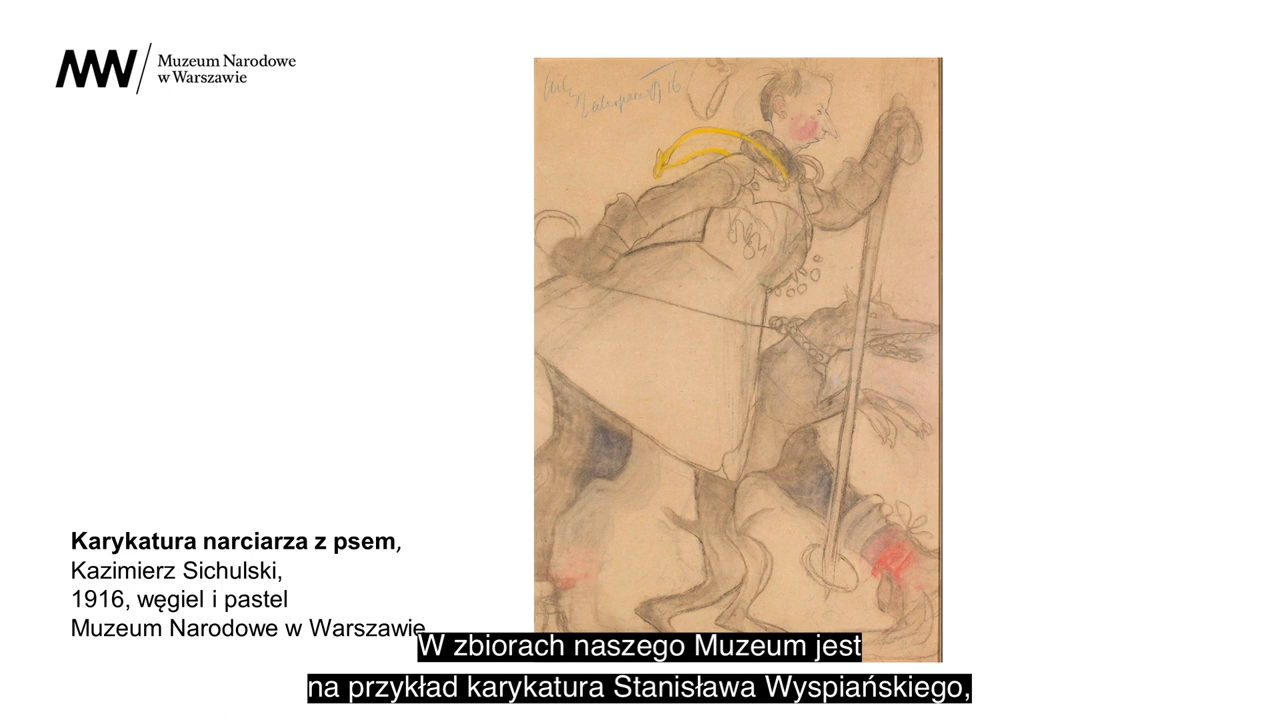 MNW
Muzeum Narodowe
w Warszawie
Karykatura narciarza z psem,
Kazimierz Sichulski,
1916, węgiel i pastel
Muzeum Narodowe w Warszawie
W zbiorach naszego Muzeum jest
na przykład karykatura Stanisława Wyspiańskiego,